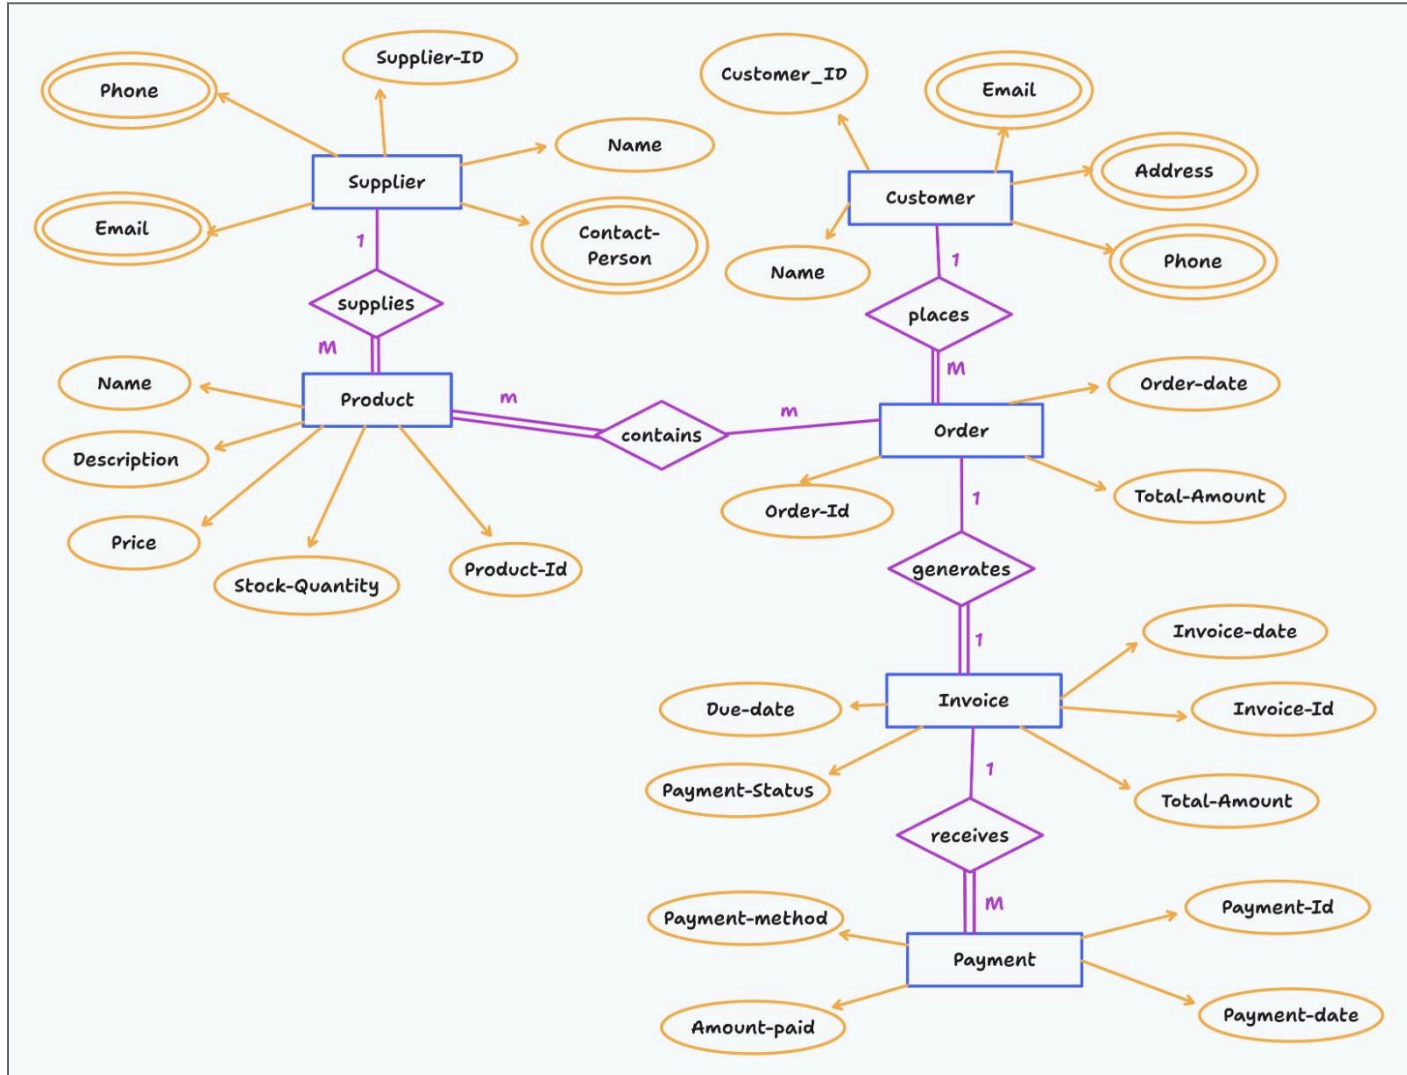 Supplier-ID
Phone
Name
Supplier
Email
Contact-
Person
1
supplies
M
Customer_ID
Email
Address
Customer
Phone
Name
1
places
M
Name
Product
Description
Price
Stock-Quantity
Product-Id
m
contains
m
Order-date
Order
Order-Id
Total-Amount
1
generates
1
Invoice-date
Invoice
Due-date
Invoice-Id
Payment-Status
Total-Amount
1
receives
M
Payment-method
Payment-Id
Payment
Amount-paid
Payment-date